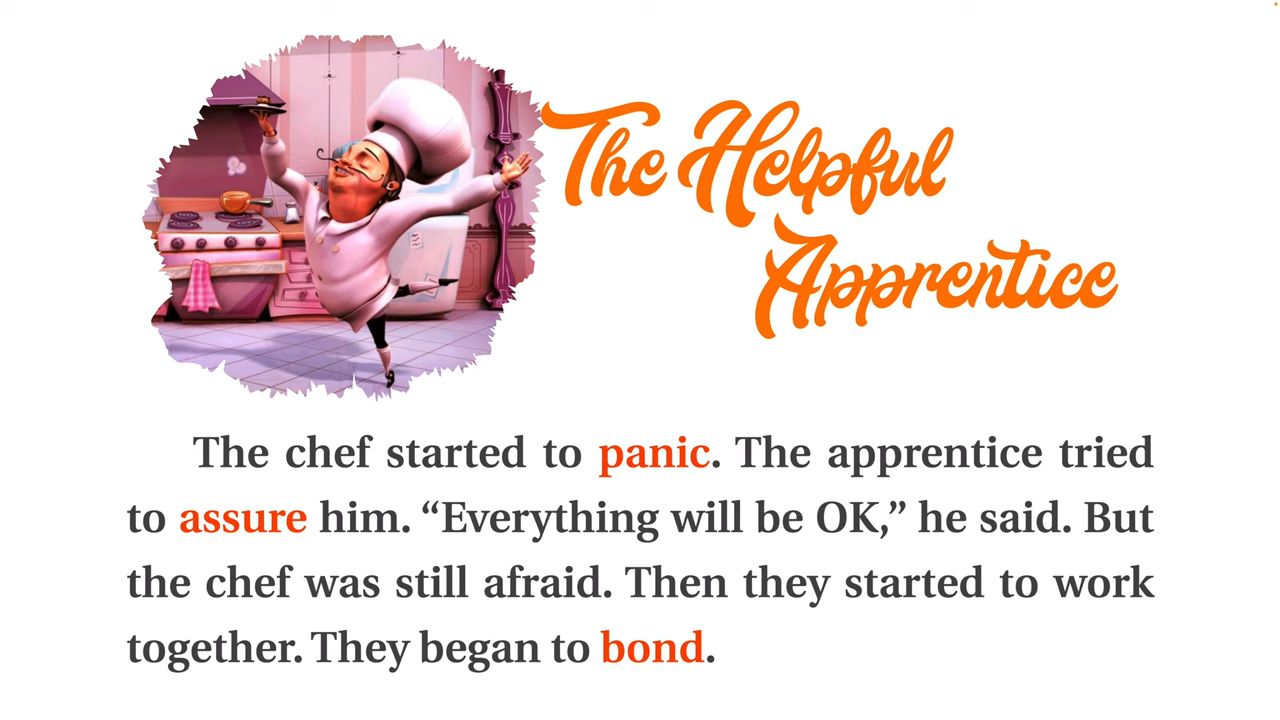 The Helpful
Apprentice
The chef started to panic. The apprentice tried
to assure him. “Everything will be OK,” he said. But
the chef was still afraid. Then they started to work
together. They began to bond.